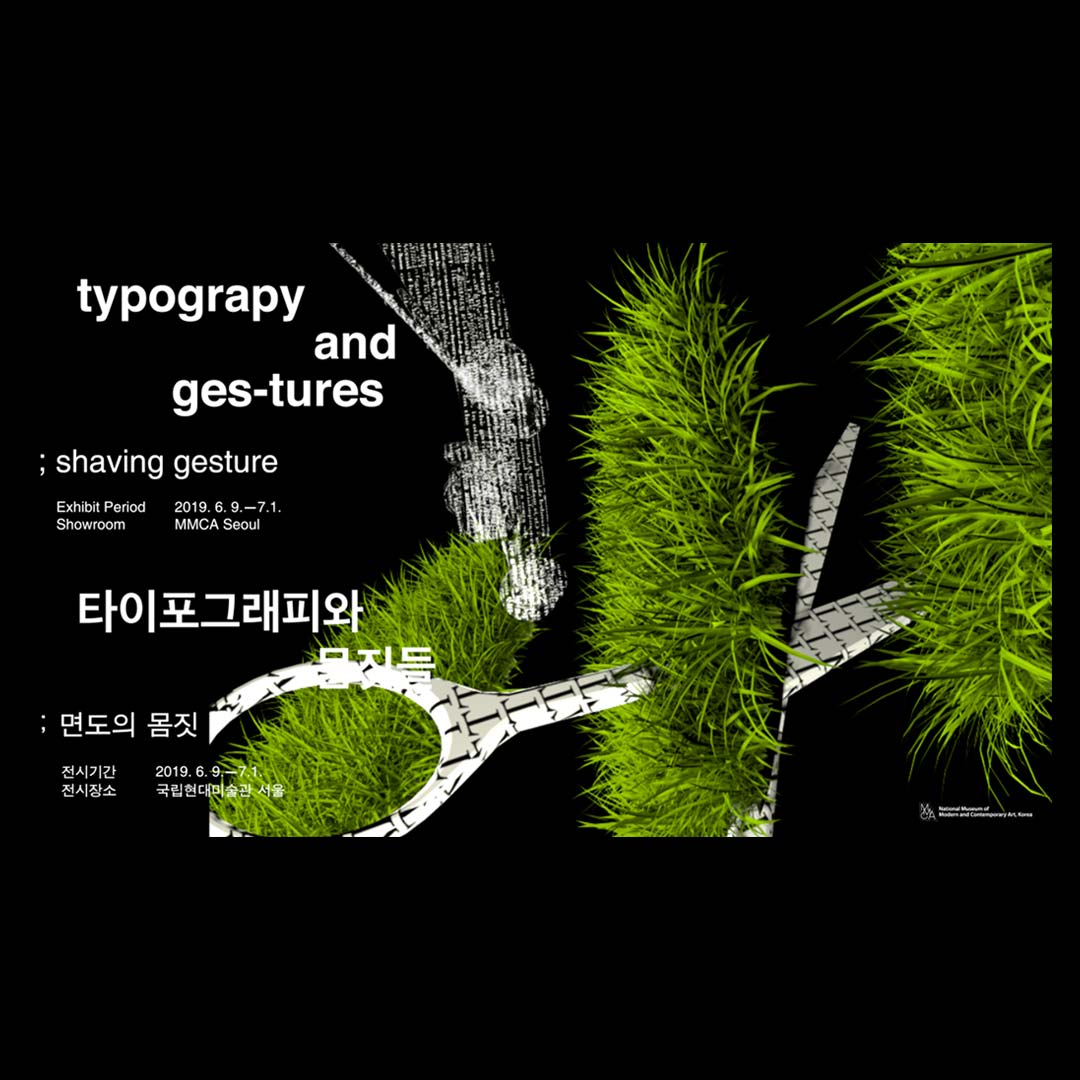 typograpy
and
ges-tures
; shaving gesture
Exhibit Period 2019. 6. 9.—7.1.
Showroom MMCA Seoul
타이포그래피와
몸짓들
; 면도의 몸짓
전시기간 2019. 6. 9.—7.1.
전시장소 국립현대미술관 서울
MMCA National Museum of
Modern and Contemporary Art, Korea